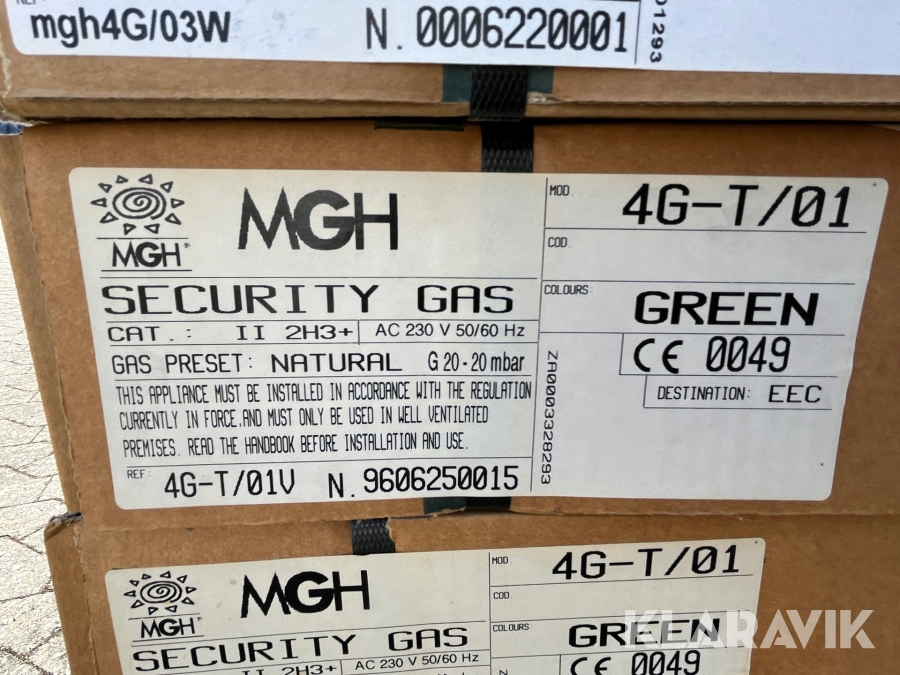 mgh4G/03W N. 0006220001
01293
MGH MOD. 4G-T/01
MGH
COD.
SECURITY GAS COLOURS: GREEN
CAT.: II 2H3+ AC 230 V 50/60 Hz
GAS PRESET: NATURAL G 20 - 20 mbar CE 0049
THIS APPLIANCE MUST BE INSTALLED IN ACCORDANCE WITH THE REGULATION
CURRENTLY IN FORCE.AND MUST ONLY BE USED IN WELL VENTILATED
PREMISES. READ THE HANDBOOK BEFORE INSTALLATION AND USE.
DESTINATION: EEC
ZA000328293
REF: 4G-T/01V N. 9606250015
MGH MOD. 4G-T/01
MGH
COD.
SECURITY GAS COLOURS GREEN
II 2H3+ AC 230 V 50/60 Hz CE 0049
KLARAVIK